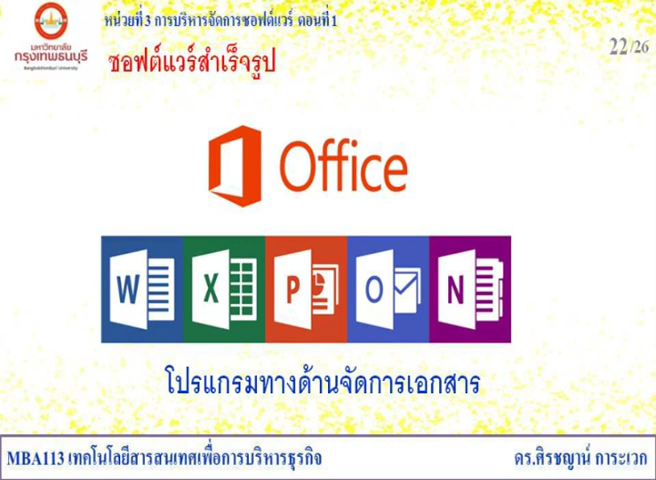 หน่วยที่ 3 การบริหารจัดการซอฟต์แวร์ ตอนที่ 1
22/26
มหาวิทยาลัย
กรุงเทพธนบุรี
Bangkokthonburi University
ซอฟต์แวร์สำเร็จรูป
Office
W X P O N
โปรแกรมทางด้านจัดการเอกสาร
MBA113 เทคโนโลยีสารสนเทศเพื่อการบริหารธุรกิจ
ดร.ศิรชญาน์ การะเวก